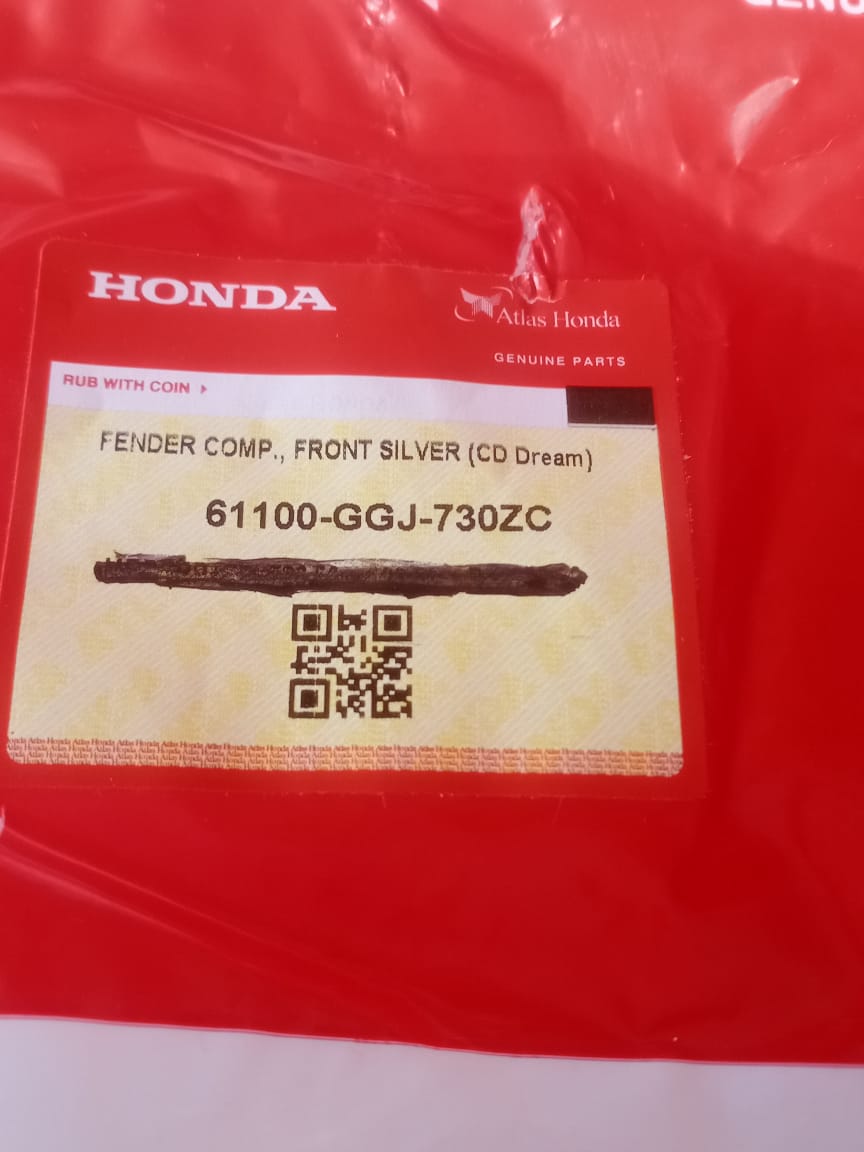 HONDA
Atlas Honda
GENUINE PARTS
RUB WITH COIN
FENDER COMP., FRONT SILVER (CD Dream)
61100-GGJ-730ZC